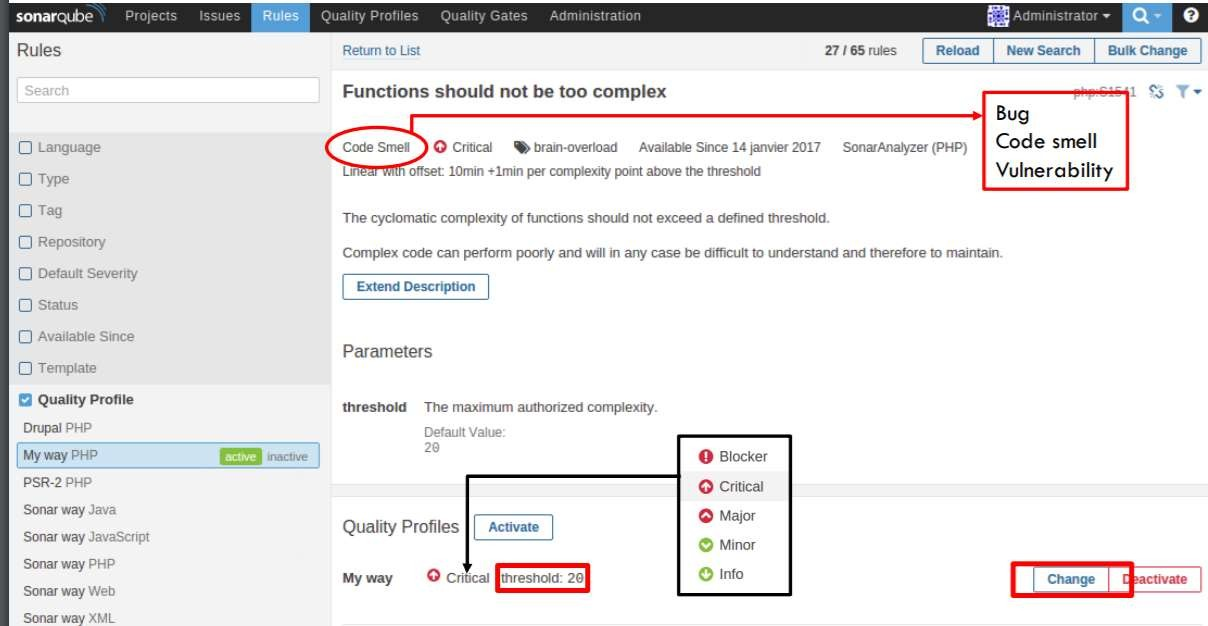 sonarqube Projects Issues Rules Quality Profiles Quality Gates Administration Administrator
Rules
Return to List 27 / 65 rules Reload New Search Bulk Change
Search
Functions should not be too complex php:S1541
Bug
Code smell
Vulnerability
Code Smell Critical brain-overload Available Since 14 janvier 2017 SonarAnalyzer (PHP)
Linear with offset: 10min +1min per complexity point above the threshold
Language
Type
Tag
Repository
Default Severity
Status
Available Since
Template
Quality Profile
Drupal PHP
My way PHP active inactive
PSR-2 PHP
Sonar way Java
Sonar way JavaScript
Sonar way PHP
Sonar way Web
Sonar way XML
The cyclomatic complexity of functions should not exceed a defined threshold.
Complex code can perform poorly and will in any case be difficult to understand and therefore to maintain.
Extend Description
Parameters
threshold The maximum authorized complexity.
Default Value:
20
Blocker
Critical
Major
Minor
Info
Quality Profiles Activate
My way Critical threshold: 20 Change Deactivate